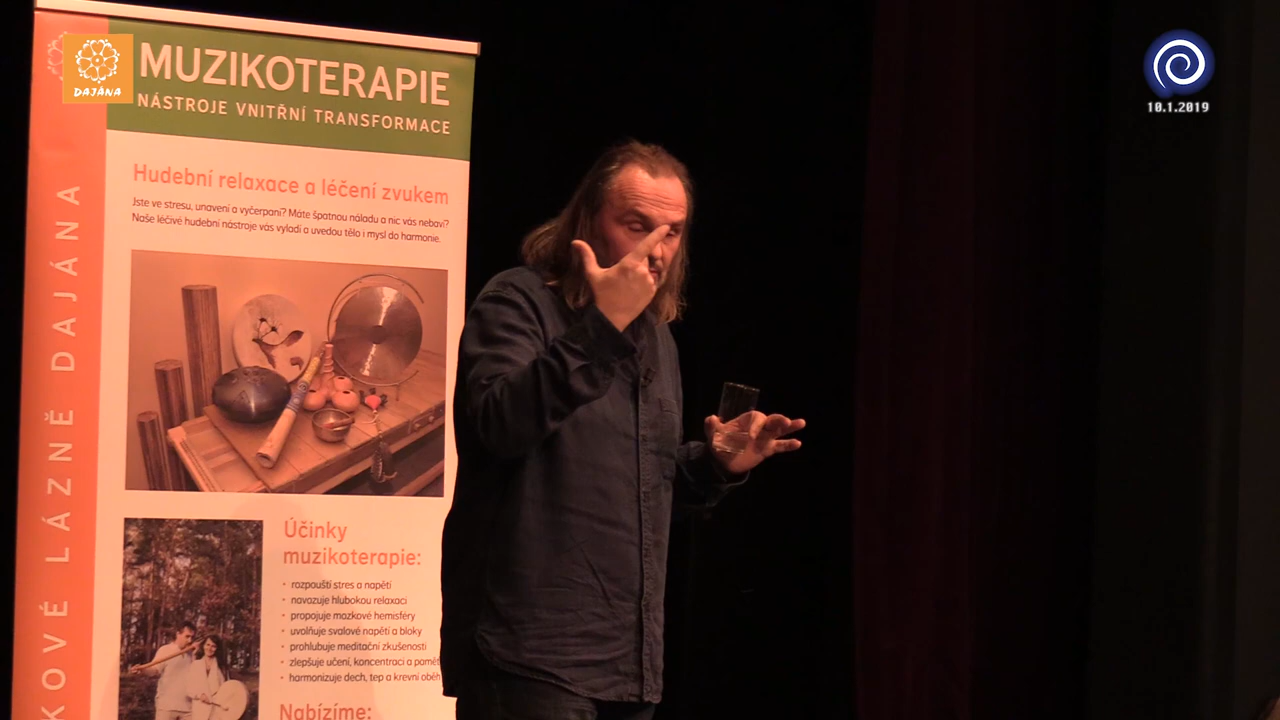 DAJÁNA
MUZIKOTERAPIE
NÁSTROJE VNITŘNÍ TRANSFORMACE
10.1.2019
KOVÉ LÁZNĚ DAJÁNA
Hudební relaxace a léčení zvukem
Jste ve stresu, unavení a vyčerpaní? Máte špatnou náladu a nic vás nebaví?
Naše léčivé hudební nástroje vás vyladí a uvedou tělo i mysl do harmonie.
Účinky
muzikoterapie:
• rozpouští stres a napětí
• navozuje hlubokou relaxaci
• propojuje mozkové hemisféry
• uvolňuje svalové napětí a bloky
• prohlubuje meditační zkušenosti
• zlepšuje učení, koncentraci a paměť
• harmonizuje dech, tep a krevní oběh
Nabízíme: